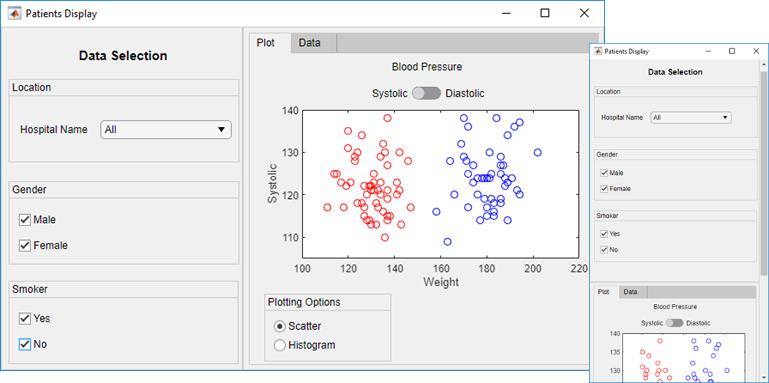 Patients Display
Data Selection
Location
Hospital Name All
Gender
Male
Female
Smoker
Yes
No
Plot Data
Blood Pressure
Systolic Diastolic
140
130
120
110
Systolic
100 120 140 160 180 200 220
Weight
Plotting Options
Scatter
Histogram
Patients Display
Data Selection
Location
Hospital Name All
Gender
Male
Female
Smoker
Yes
No
Plot Data
Blood Pressure
Systolic Diastolic
140
135
130